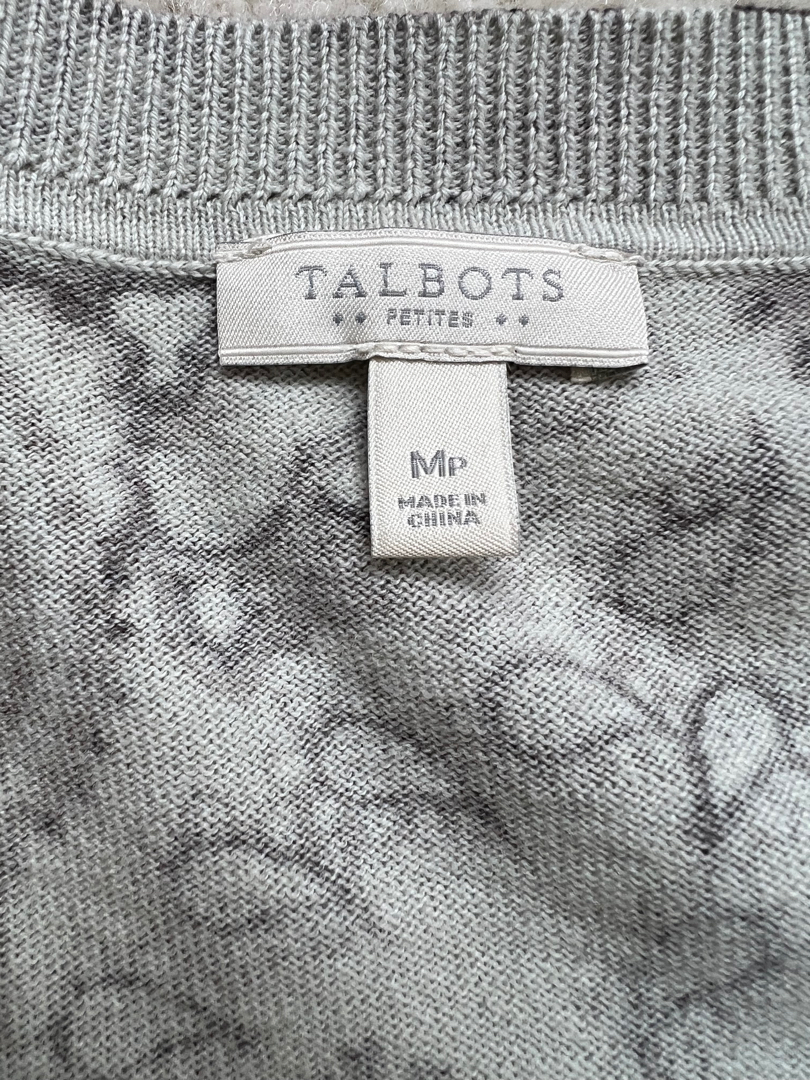 TALBOTS
PETITES
MP
MADE IN
CHINA